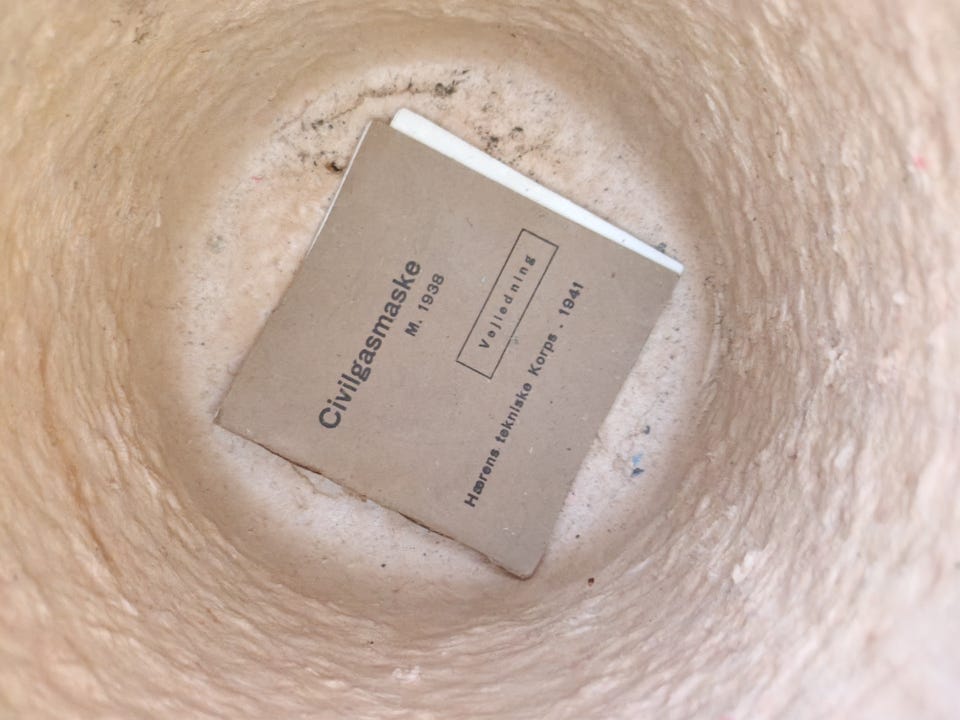 Civilgasmaske
M. 1938
Vejledning
Hærens tekniske Korps - 1941